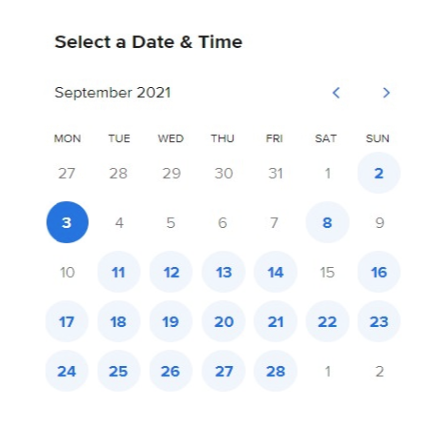 Select a Date & Time
September 2021
MON TUE WED THU FRI SAT SUN
27 28 29 30 31 1 2
3 4 5 6 7 8 9
10 11 12 13 14 15 16
17 18 19 20 21 22 23
24 25 26 27 28 1 2